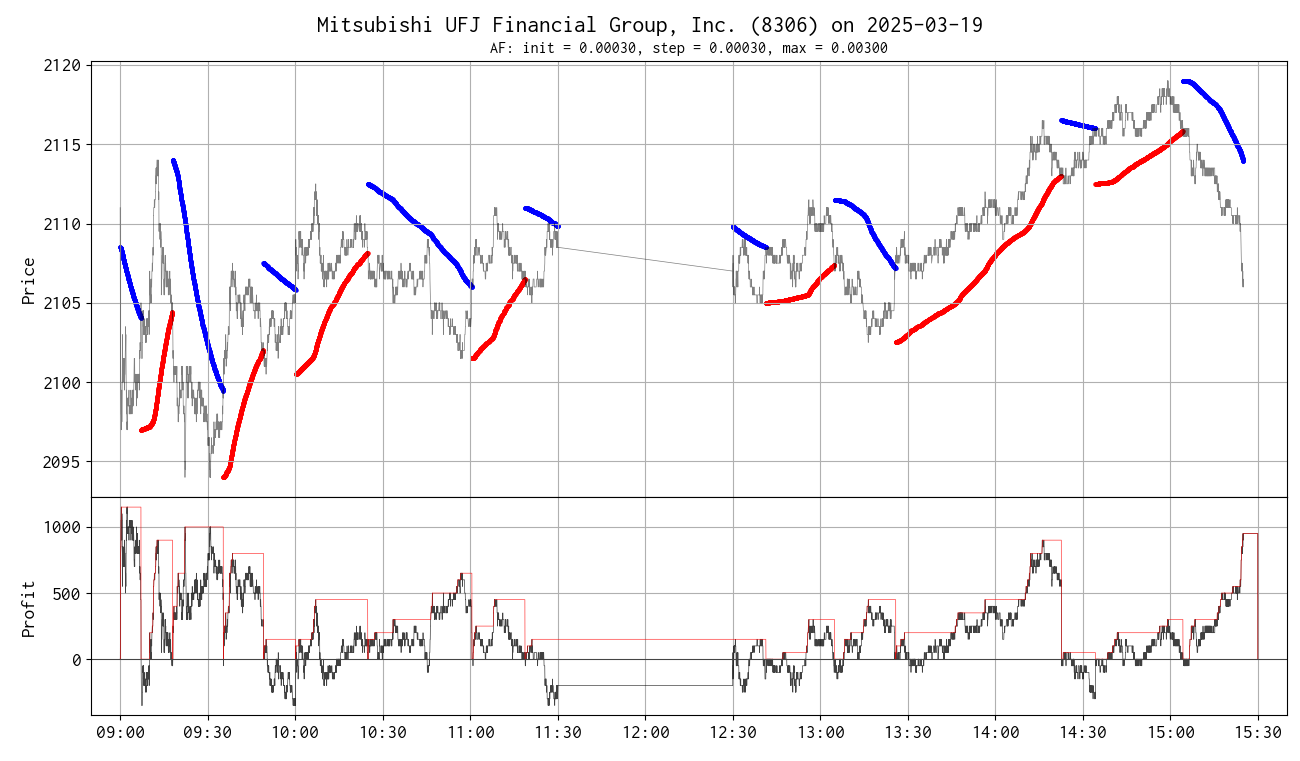 Mitsubishi UFJ Financial Group, Inc. (8306) on 2025-03-19
AF: init = 0.00030, step = 0.00030, max = 0.00300
Price
2120
2115
2110
2105
2100
2095
Profit
1000
500
0
09:00 09:30 10:00 10:30 11:00 11:30 12:00 12:30 13:00 13:30 14:00 14:30 15:00 15:30